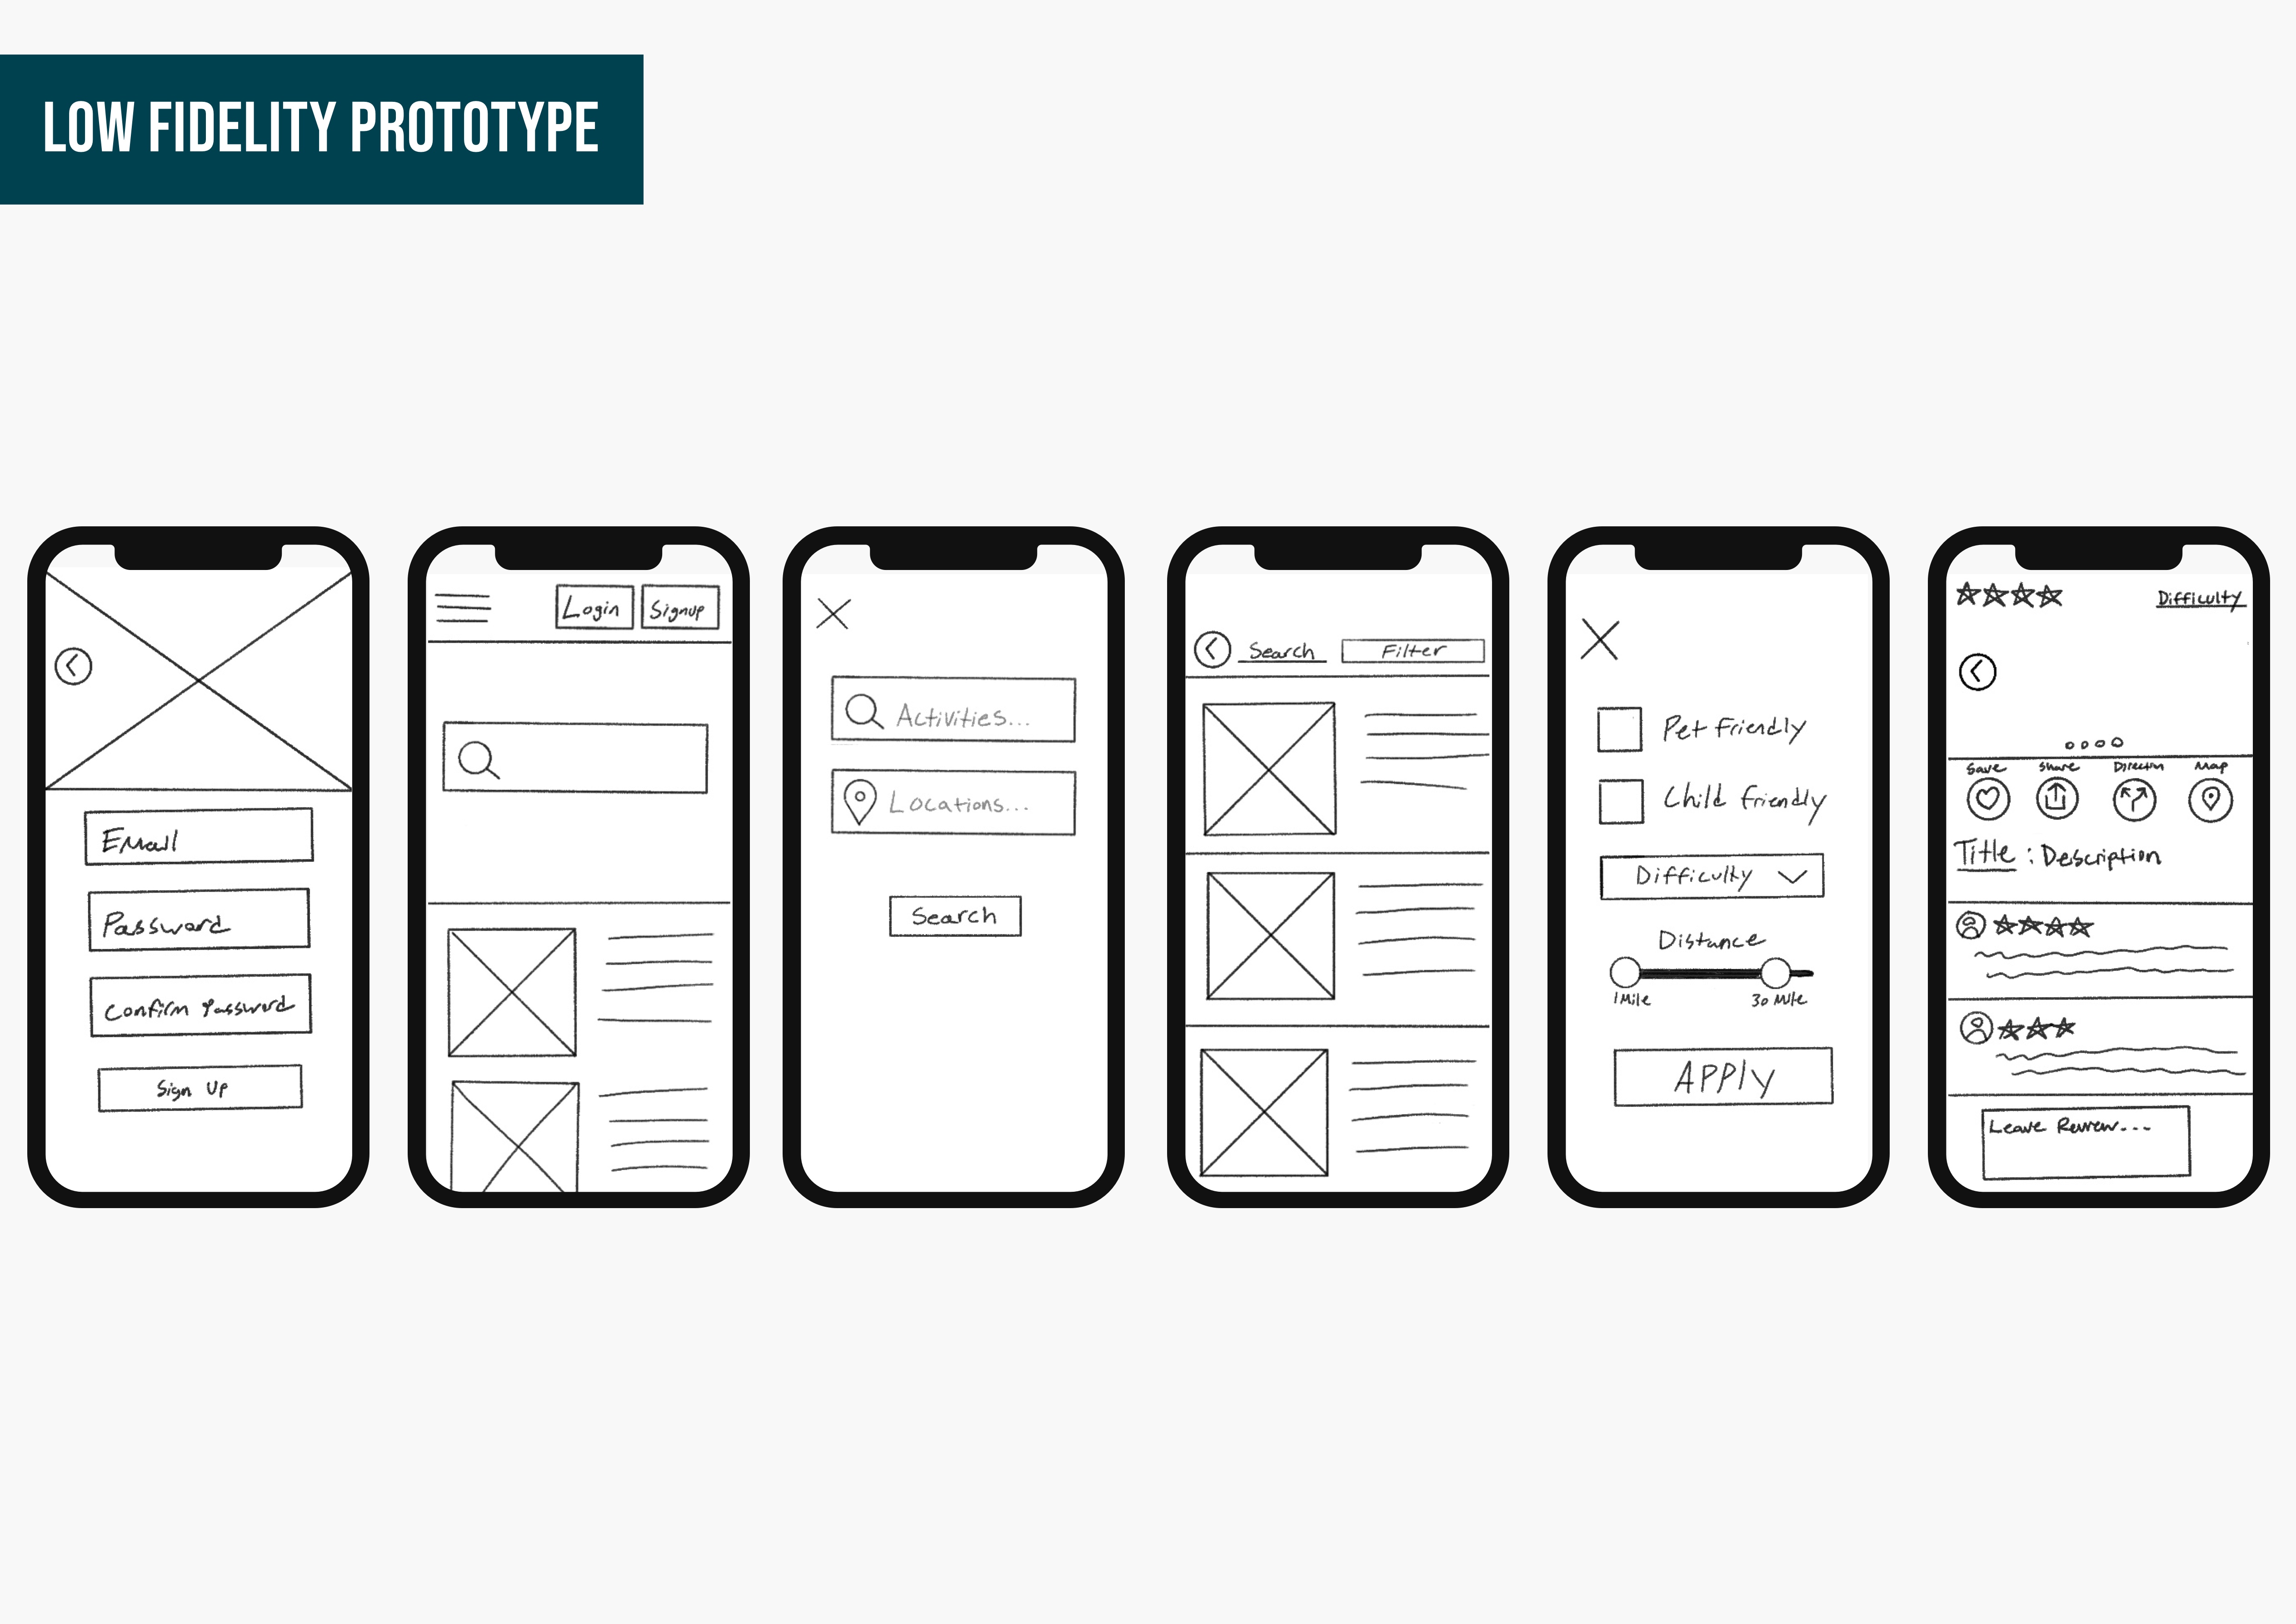 LOW FIDELITY PROTOTYPE
Email
Password
Confirm Password
Sign Up
Login Signup
Activities...
Locations...
Search
Search Filter
Pet Friendly
Child Friendly
Difficulty
Distance
1 Mile 30 Mile
APPly
Difficulty
Save Share Direction Map
Title : Description
Leave Review...